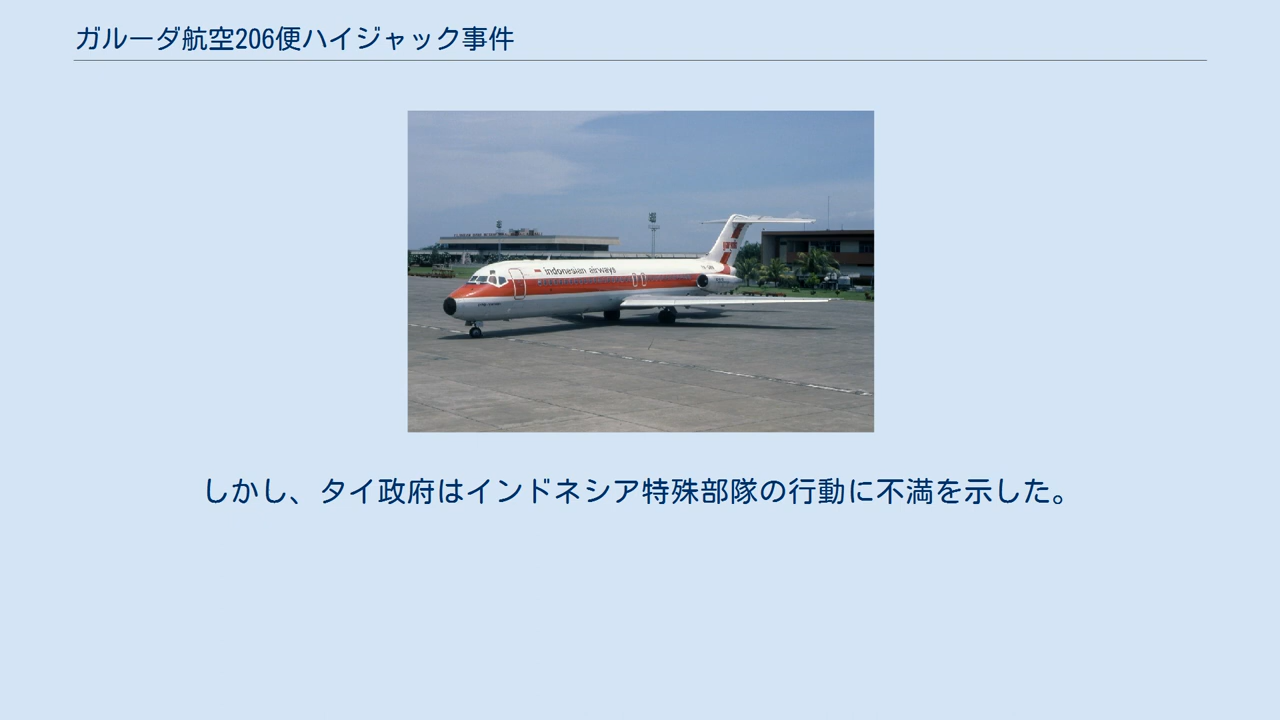 ガルーダ航空206便ハイジャック事件
indonesian airways
しかし、タイ政府はインドネシア特殊部隊の行動に不満を示した。